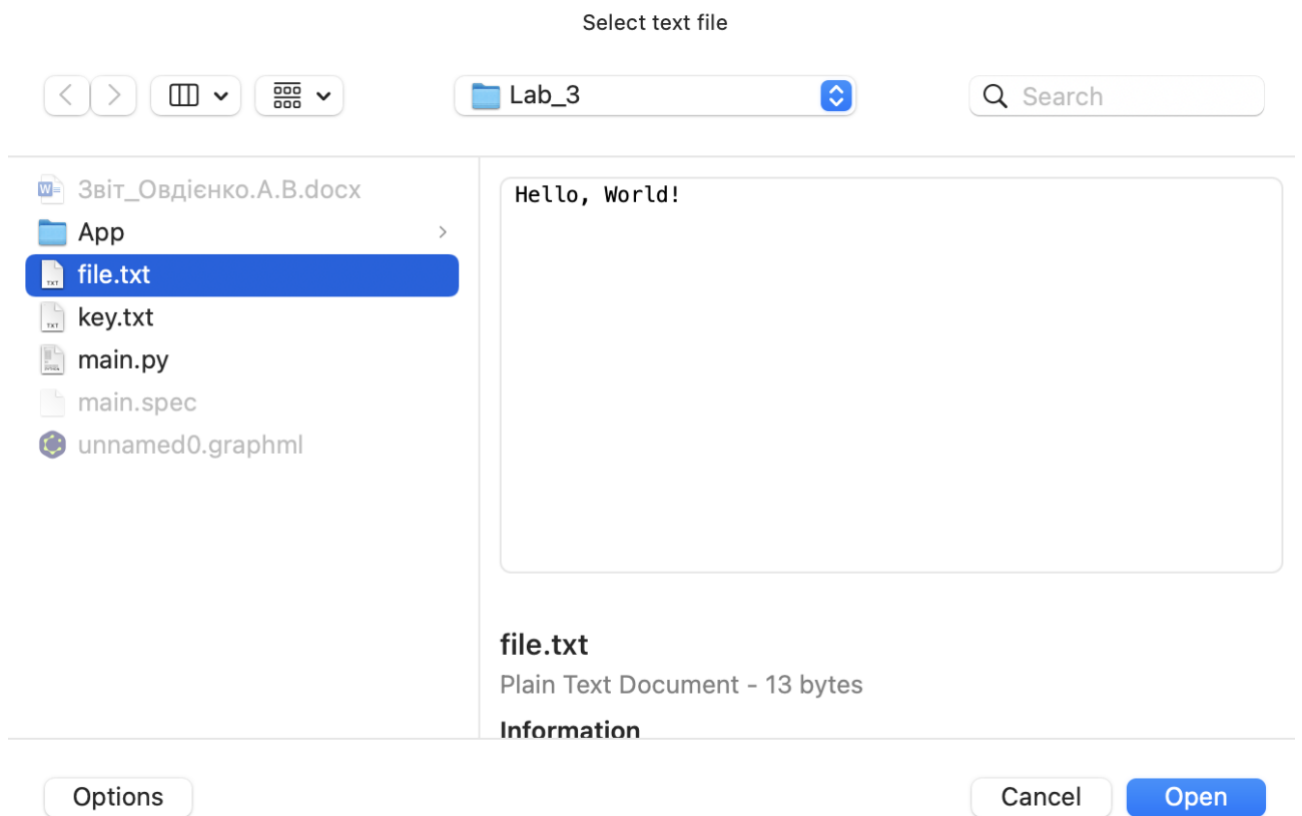 Select text file
Lab_3
Search
Звіт_Овдієнко.А.В.docx
App
file.txt
key.txt
main.py
main.spec
unnamed0.graphml
Hello, World!
file.txt
Plain Text Document - 13 bytes
Information
Options
Cancel
Open